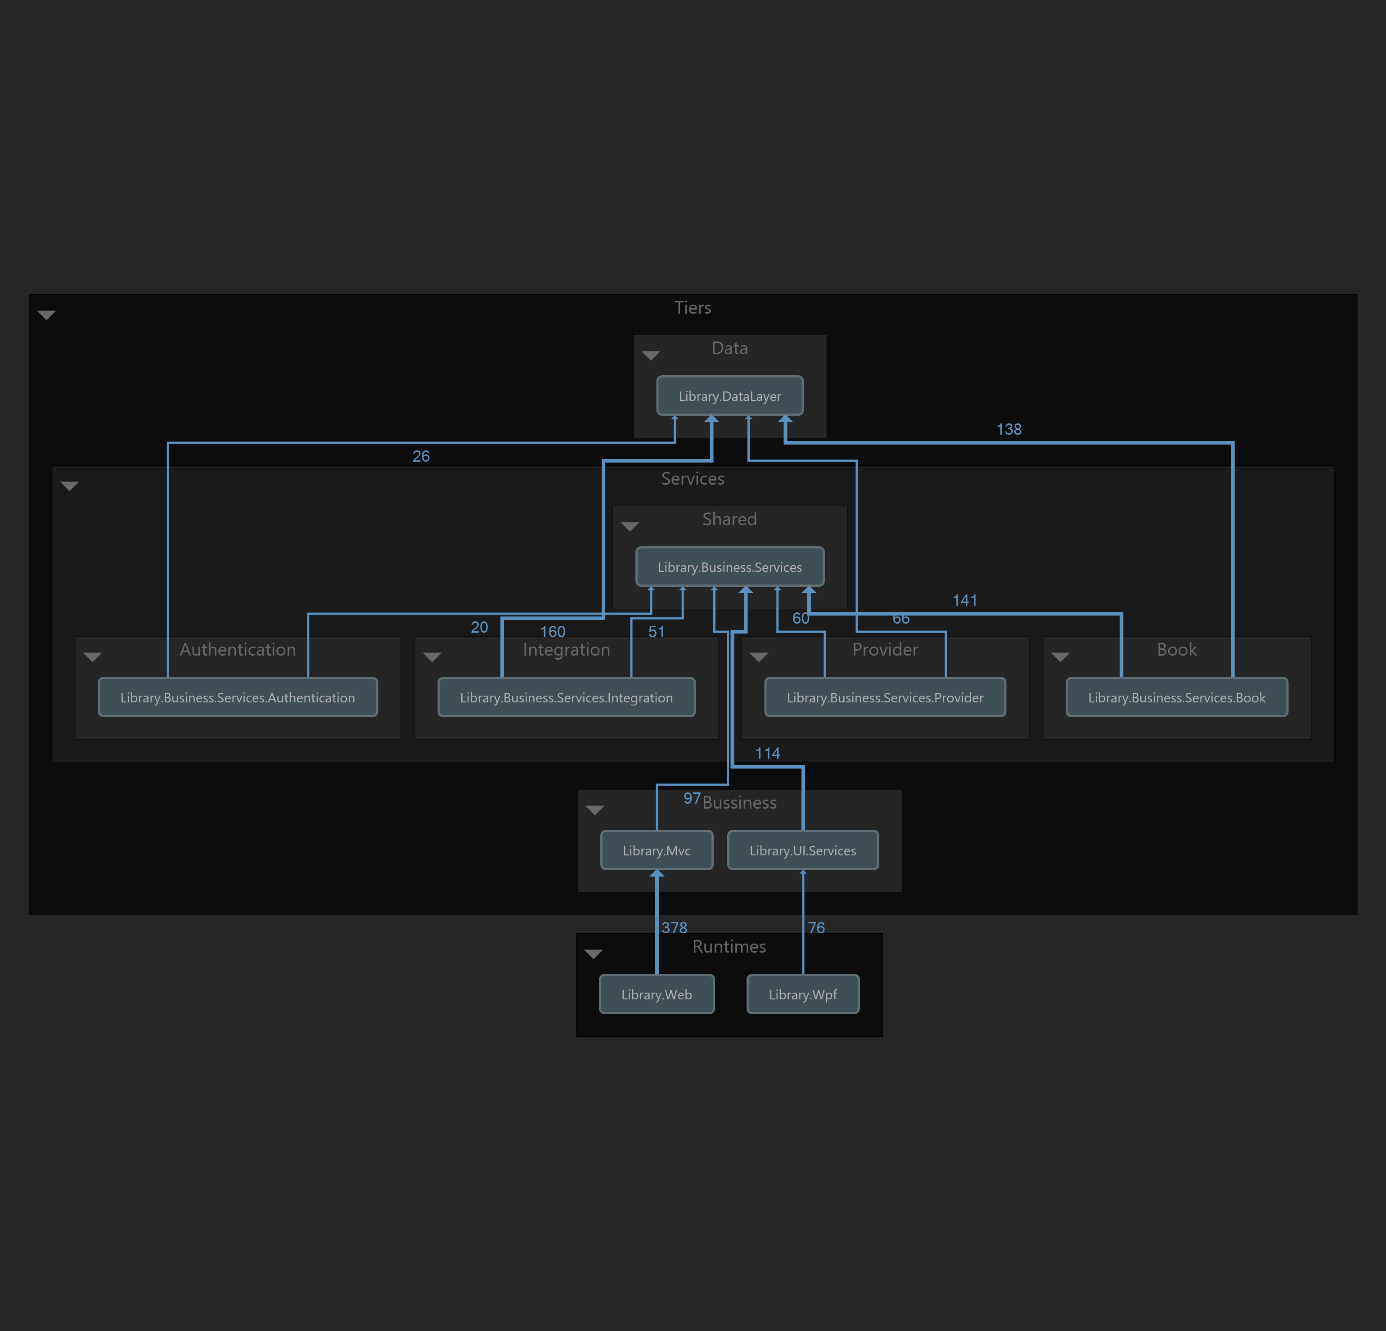 Tiers
Data
Library.DataLayer
138
26
Services
Shared
Library.Business.Services
141
60
66
20
160
51
Authentication
Integration
Provider
Book
Library.Business.Services.Authentication
Library.Business.Services.Integration
Library.Business.Services.Provider
Library.Business.Services.Book
114
97
Bussiness
Library.Mvc
Library.UI.Services
378
76
Runtimes
Library.Web
Library.Wpf